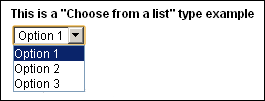 This is a "Choose from a list" type example
Option 1
Option 1
Option 2
Option 3